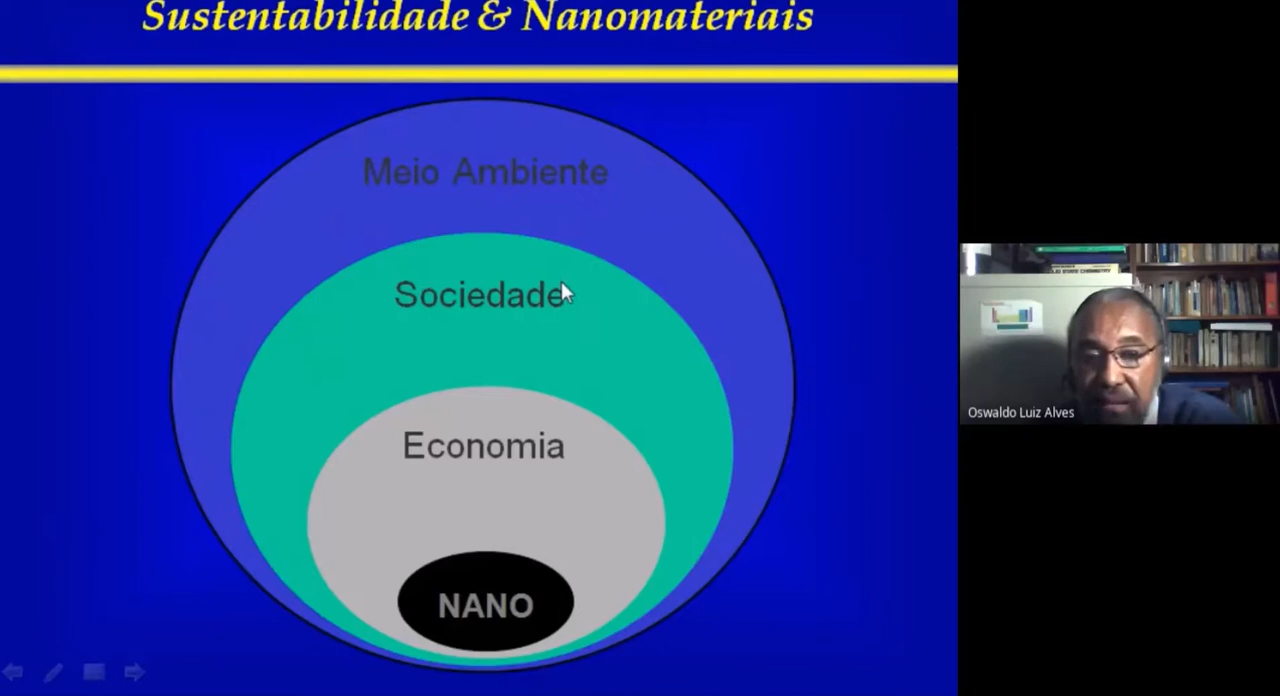 Sustentabilidade & Nanomateriais
Meio Ambiente
Sociedade
Economia
NANO
Oswaldo Luiz Alves